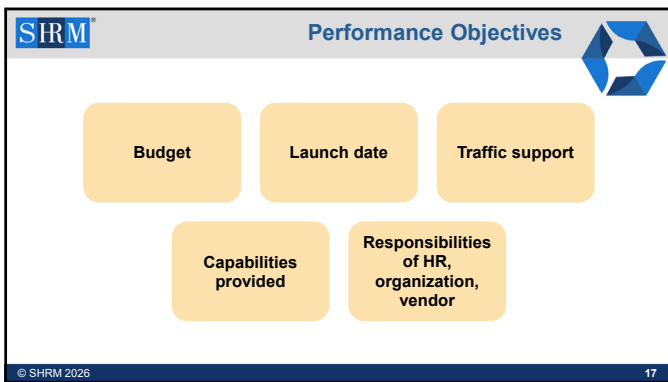 SHRM®
Performance Objectives
Budget
Launch date
Traffic support
Capabilities
provided
Responsibilities
of HR,
organization,
vendor
© SHRM 2026
17